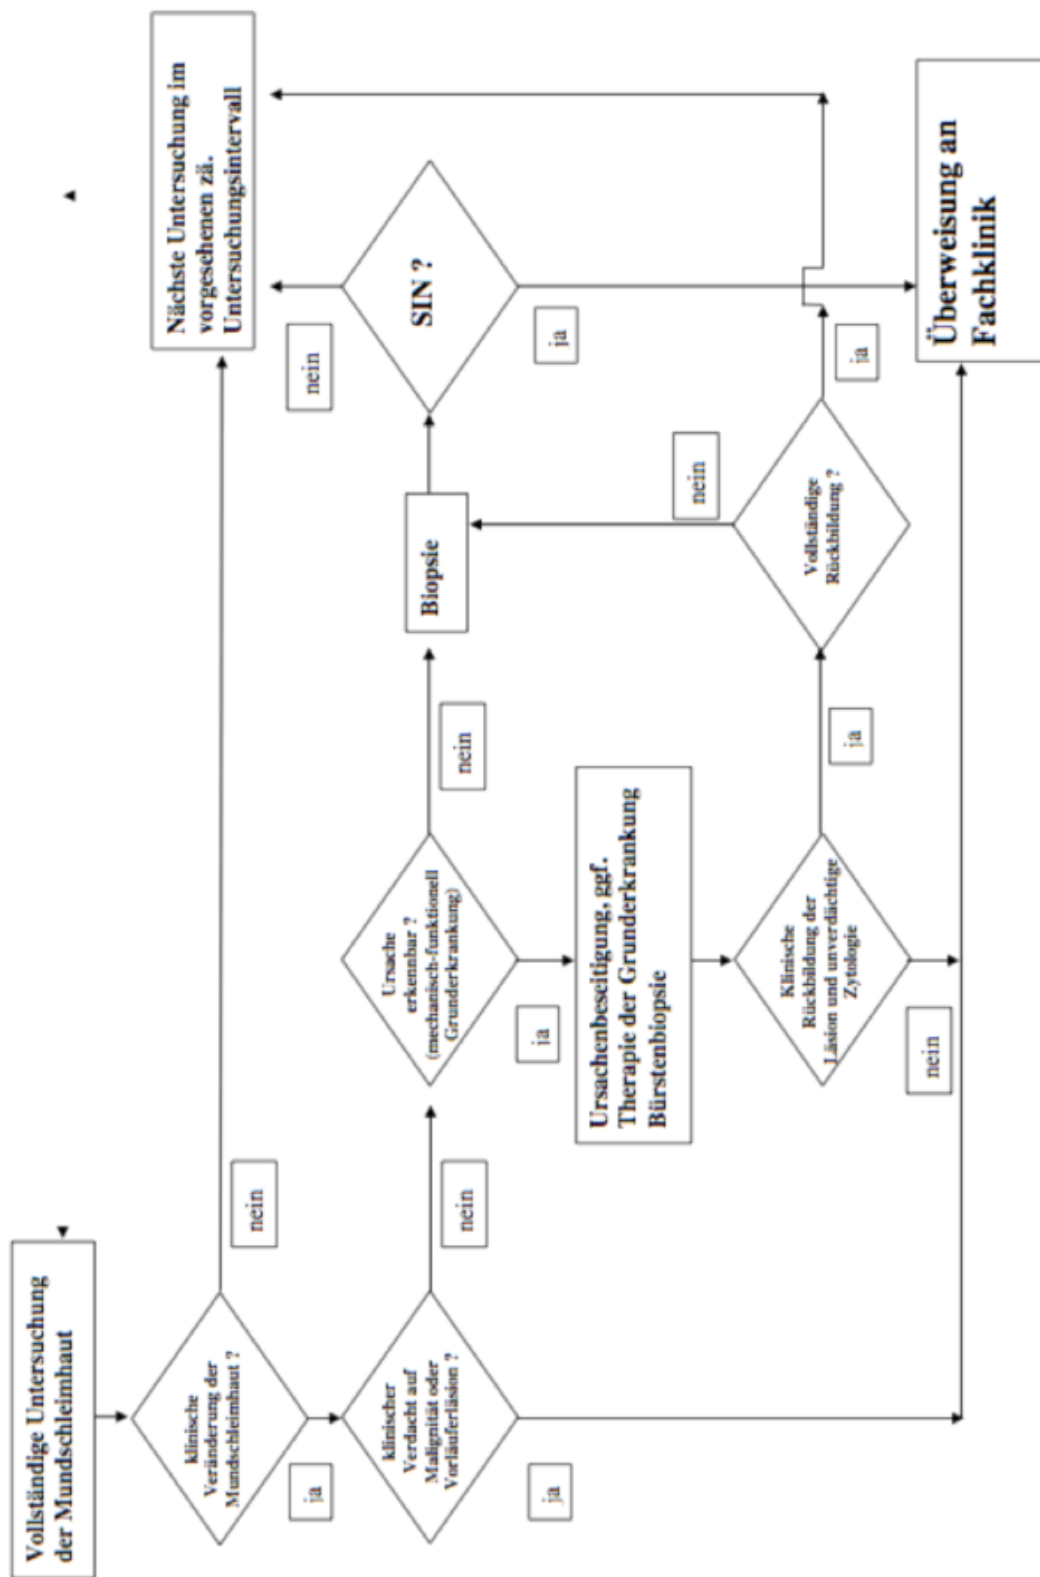 Vollständige Untersuchung
der Mundschleimhaut
klinische
Veränderung der
Mundschleimhaut ?
nein
Nächste Untersuchung im
vorgesehenen zä.
Untersuchungsintervall
ja
klinischer
Verdacht auf
Malignität oder
Vorläuferläsion ?
nein
Ursache
erkennbar ?
(mechanisch-funktionell
Grunderkrankung)
nein
Biopsie
SIN ?
nein
ja
ja
ja
Ursachenbeseitigung, ggf.
Therapie der Grunderkrankung
Bürstenbiopsie
nein
Klinische
Rückbildung der
Läsion und unverdächtige
Zytologie
ja
Vollständige
Rückbildung ?
ja
nein
Überweisung an
Fachklinik